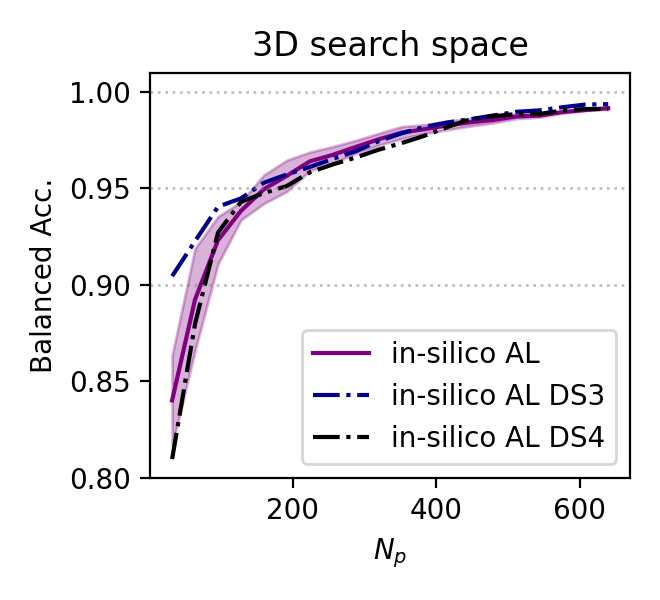 3D search space
Balanced Acc.
1.00
0.95
0.90
0.85
0.80
in-silico AL
in-silico AL DS3
in-silico AL DS4
200 400 600
N_p